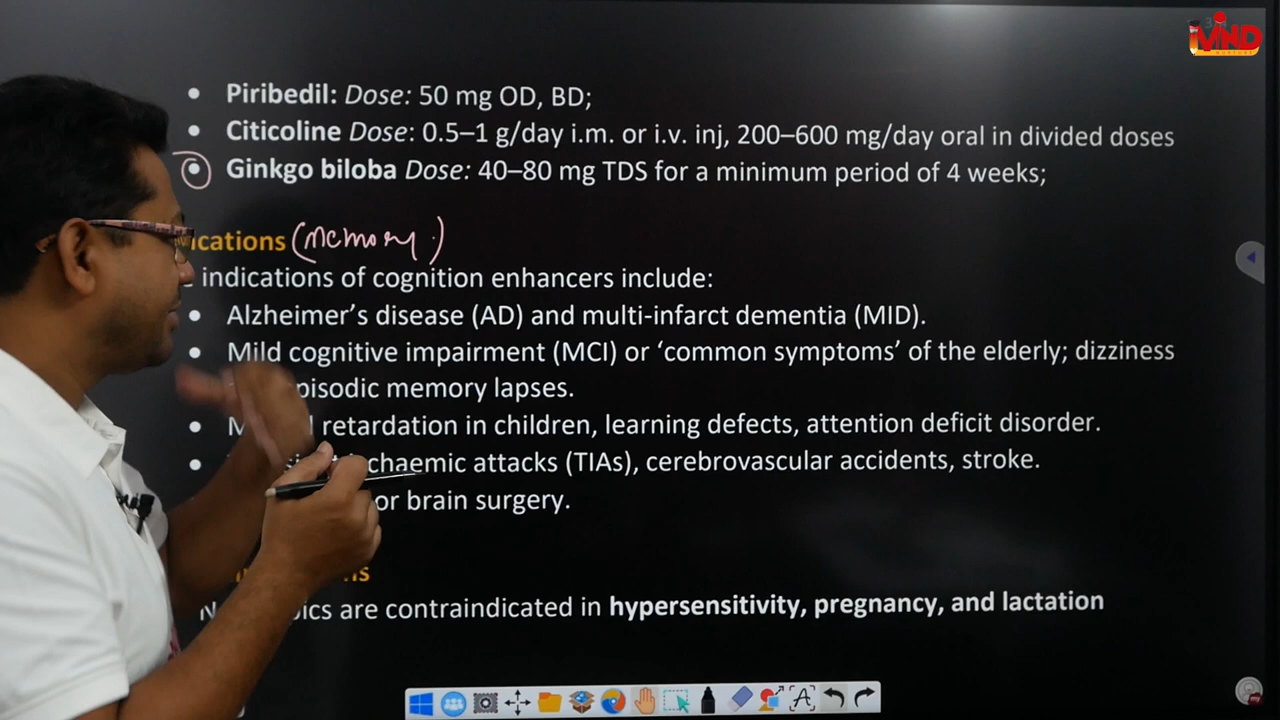 • Piribedil: Dose: 50 mg OD, BD;
• Citicoline Dose: 0.5–1 g/day i.m. or i.v. inj, 200–600 mg/day oral in divided doses
• Ginkgo biloba Dose: 40–80 mg TDS for a minimum period of 4 weeks;
ications (memory)
indications of cognition enhancers include:
• Alzheimer's disease (AD) and multi-infarct dementia (MID).
• Mild cognitive impairment (MCI) or 'common symptoms' of the elderly; dizziness
pisodic memory lapses.
• retardation in children, learning defects, attention deficit disorder.
• chaemic attacks (TIAs), cerebrovascular accidents, stroke.
or brain surgery.
are contraindicated in hypersensitivity, pregnancy, and lactation